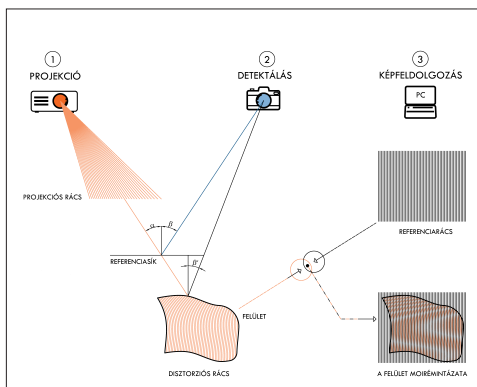 1
PROJEKCIÓ
2
DETEKTÁLÁS
3
KÉPFELDOLGOZÁS
PC
PROJEKCIÓS RÁCS
α β
REFERENCIASÍK
β'
REFERENCIARÁCS
FELÜLET
DISZTORZIÓS RÁCS
A FELÜLET MOIRÉMINTÁZATA